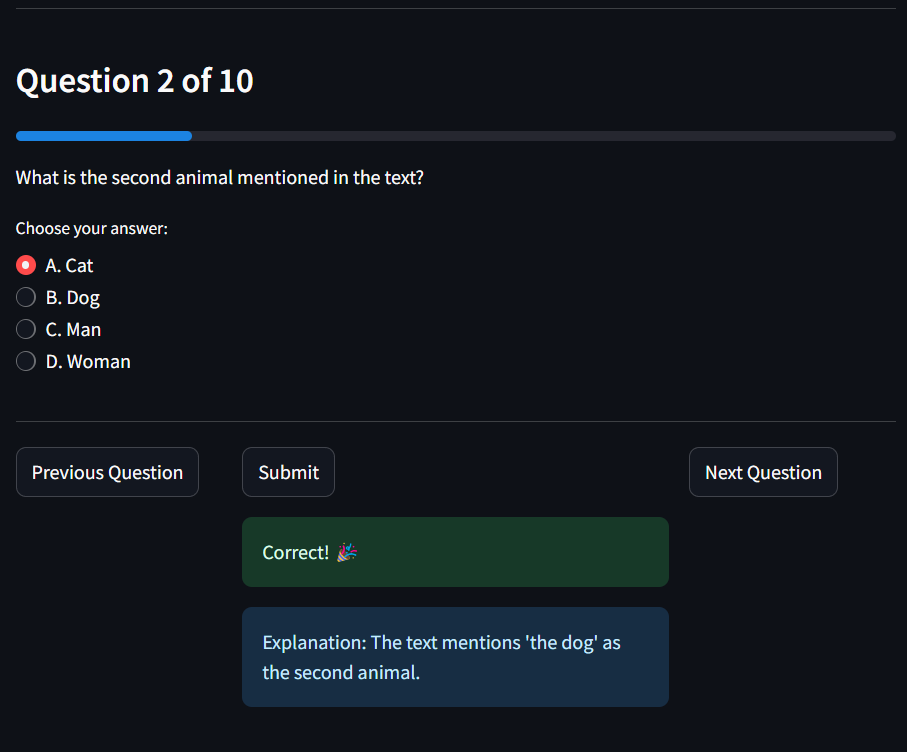 Question 2 of 10
What is the second animal mentioned in the text?
Choose your answer:
A. Cat
B. Dog
C. Man
D. Woman
Previous Question
Submit
Next Question
Correct! 🎉
Explanation: The text mentions 'the dog' as
the second animal.